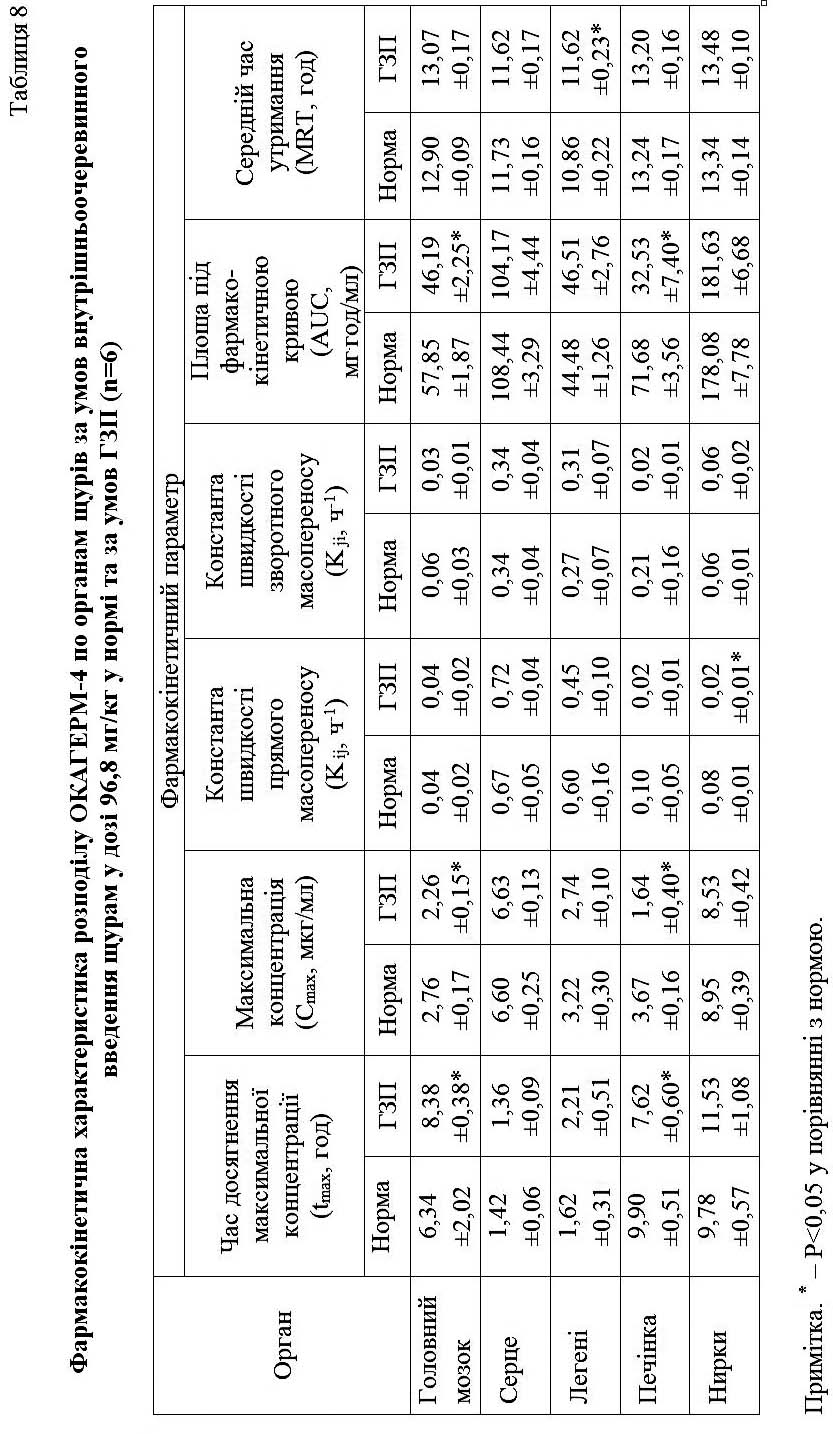 Таблиця 8
Фармакокінетична характеристика розподілу ОКАГЕРМ-4 по органам щурів за умов внутрішньоочеревинного
введення щурам у дозі 96,8 мг/кг у нормі та за умов ГЗП (n=6)
Орган
Фармакокінетичний параметр
Час досягнення
максимальної
концентрації
(tmax, год)
Максимальна
концентрація
(Cmax, мкг/мл)
Константа
швидкості
прямого
масопереносу
(K ij, ч-1)
Константа
швидкості
зворотного
масопереносу
(K ji, ч-1)
Площа під
фармако-
кінетичною
кривою
(AUC,
мг·год/мл)
Середній час
утримання
(MRT, год)
Норма ГЗП Норма ГЗП Норма ГЗП Норма ГЗП Норма ГЗП Норма ГЗП
Головний 6,34 8,38 2,76 2,26 0,04 0,04 0,06 0,03 57,85 46,19 12,90 13,07
мозок ±2,02 ±0,38* ±0,17 ±0,15* ±0,02 ±0,02 ±0,03 ±0,01 ±1,87 ±2,25* ±0,09 ±0,17
Серце 1,42 1,36 6,60 6,63 0,67 0,72 0,34 0,34 108,44 104,17 11,73 11,62
±0,06 ±0,09 ±0,25 ±0,13 ±0,05 ±0,04 ±0,04 ±0,04 ±3,29 ±4,44 ±0,16 ±0,17
Легені 1,62 2,21 3,22 2,74 0,60 0,45 0,27 0,31 44,48 46,51 10,86 11,62
±0,31 ±0,51 ±0,30 ±0,10 ±0,16 ±0,10 ±0,07 ±0,07 ±1,26 ±2,76 ±0,22 ±0,23*
Печінка 9,90 7,62 3,67 1,64 0,10 0,02 0,21 0,02 71,68 32,53 13,24 13,20
±0,51 ±0,60* ±0,16 ±0,40* ±0,05 ±0,01 ±0,16 ±0,01 ±3,56 ±7,40* ±0,17 ±0,16
Нирки 9,78 11,53 8,95 8,53 0,08 0,02 0,06 0,06 178,08 181,63 13,34 13,48
±0,57 ±1,08 ±0,39 ±0,42 ±0,01 ±0,01* ±0,01 ±0,02 ±7,78 ±6,68 ±0,14 ±0,10
Примітка. * – P<0,05 у порівнянні з нормою.